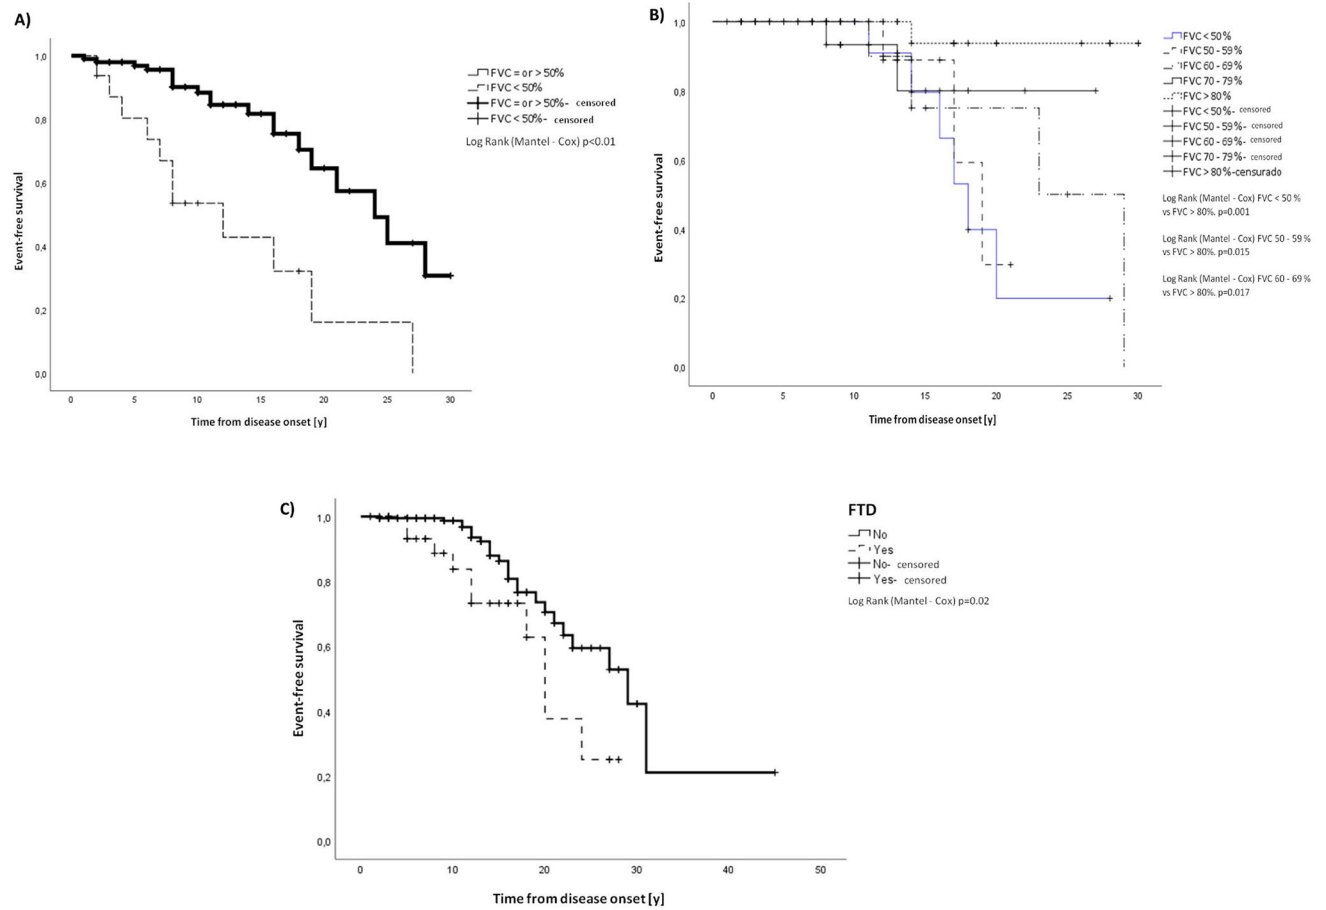 A)
1,0
0,8
0,6
0,4
0,2
0,0
Event-free survival
0 5 10 15 20 25 30
Time from disease onset [y]
FVC = or > 50%
FVC < 50%
FVC = or > 50%- censored
FVC < 50%- censored
Log Rank (Mantel - Cox) p<0.01
B)
1,0
0,8
0,6
0,4
0,2
0,0
Event-free survival
0 5 10 15 20 25 30
Time from disease onset [y]
FVC < 50%
FVC 50 - 59%
FVC 60 - 69%
FVC 70 - 79%
FVC > 80%
FVC < 50%- censored
FVC 50 - 59%- censored
FVC 60 - 69%- censored
FVC 70 - 79%- censored
FVC > 80%-censurado
Log Rank (Mantel - Cox) FVC < 50 %
vs FVC > 80%. p=0.001
Log Rank (Mantel - Cox) FVC 50 - 59 %
vs FVC > 80%. p=0.015
Log Rank (Mantel - Cox) FVC 60 - 69 %
vs FVC > 80%. p=0.017
C)
1,0
0,8
0,6
0,4
0,2
0,0
Event-free survival
0 10 20 30 40 50
Time from disease onset [y]
FTD
No
Yes
No- censored
Yes- censored
Log Rank (Mantel - Cox) p=0.02